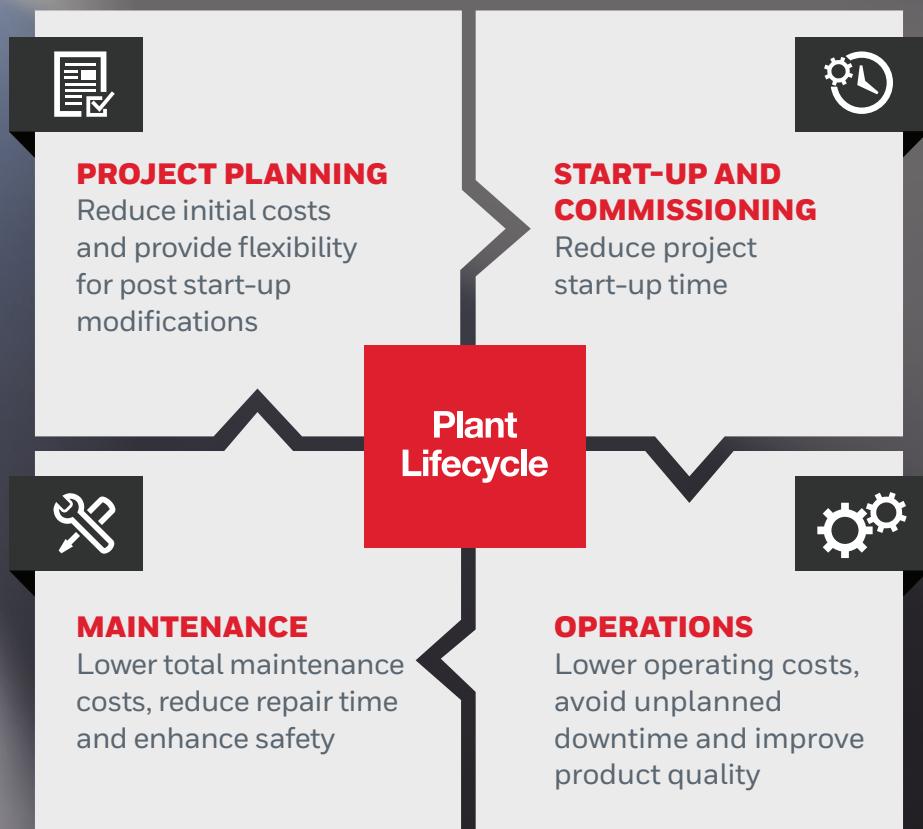 PROJECT PLANNING
Reduce initial costs
and provide flexibility
for post start-up
modifications
START-UP AND
COMMISSIONING
Reduce project
start-up time
Plant
Lifecycle
MAINTENANCE
Lower total maintenance
costs, reduce repair time
and enhance safety
OPERATIONS
Lower operating costs,
avoid unplanned
downtime and improve
product quality